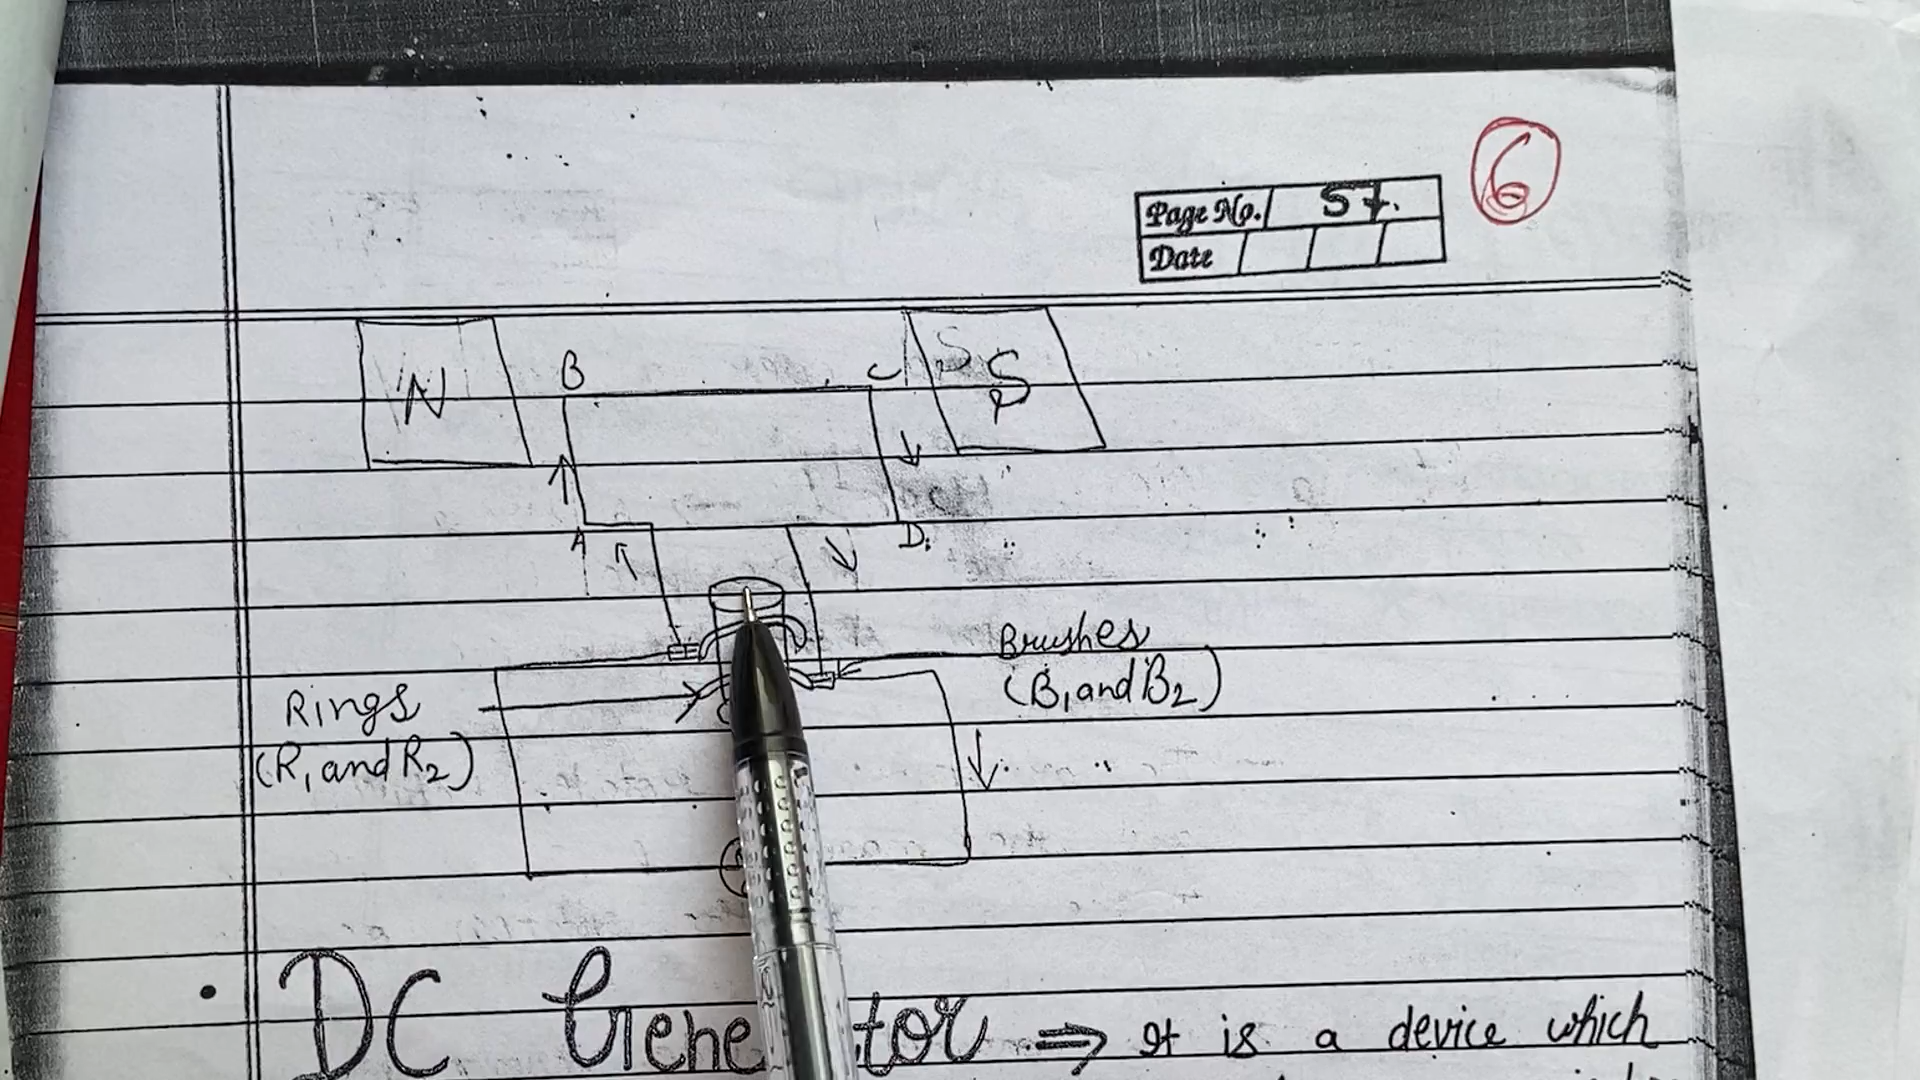 6
Page No. 57.
Date
N
B
C
S
S
A
D.
Brushes
(B1 and B2)
Rings
(R1 and R2)
• DC Gene tor ⇒ It is a device which